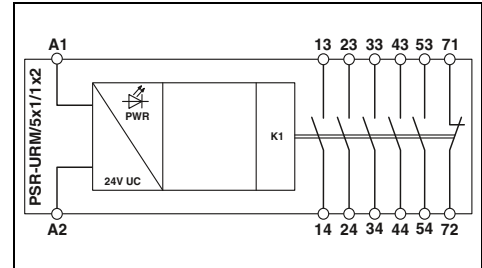 A1 13 23 33 43 53 71
PSR-URM/5x1/1x2
PWR
K1
24V UC
A2 14 24 34 44 54 72